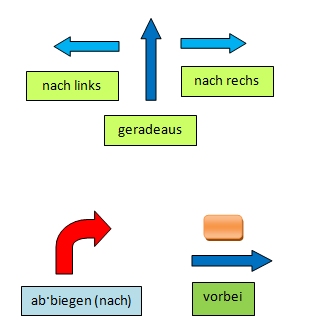 nach links
nach rechs
geradeaus
ab·biegen (nach)
vorbei